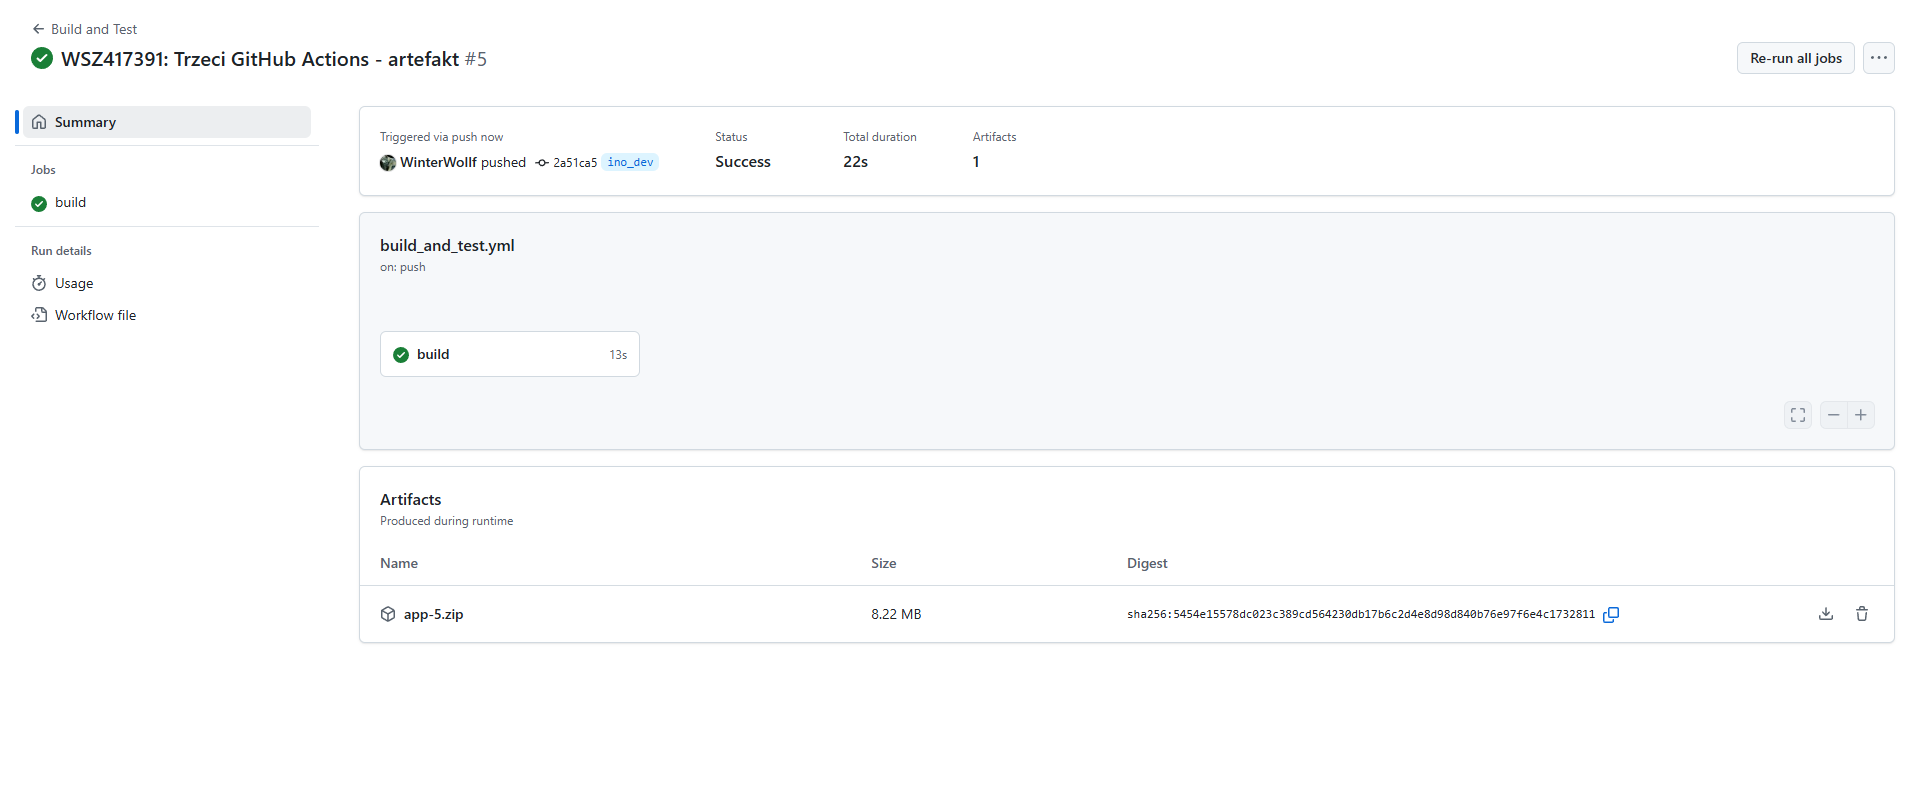 Build and Test
WSZ417391: Trzeci GitHub Actions - artefakt #5
Re-run all jobs
Summary
Jobs
build
Run details
Usage
Workflow file
Triggered via push now
WinterWollf pushed 2a51ca5 ino_dev
Status
Success
Total duration
22s
Artifacts
1
build_and_test.yml
on: push
build 13s
Artifacts
Produced during runtime
Name Size Digest
app-5.zip 8.22 MB sha256:5454e15578dc023c389cd564230db17b6c2d4e8d98d840b76e97f6e4c1732811